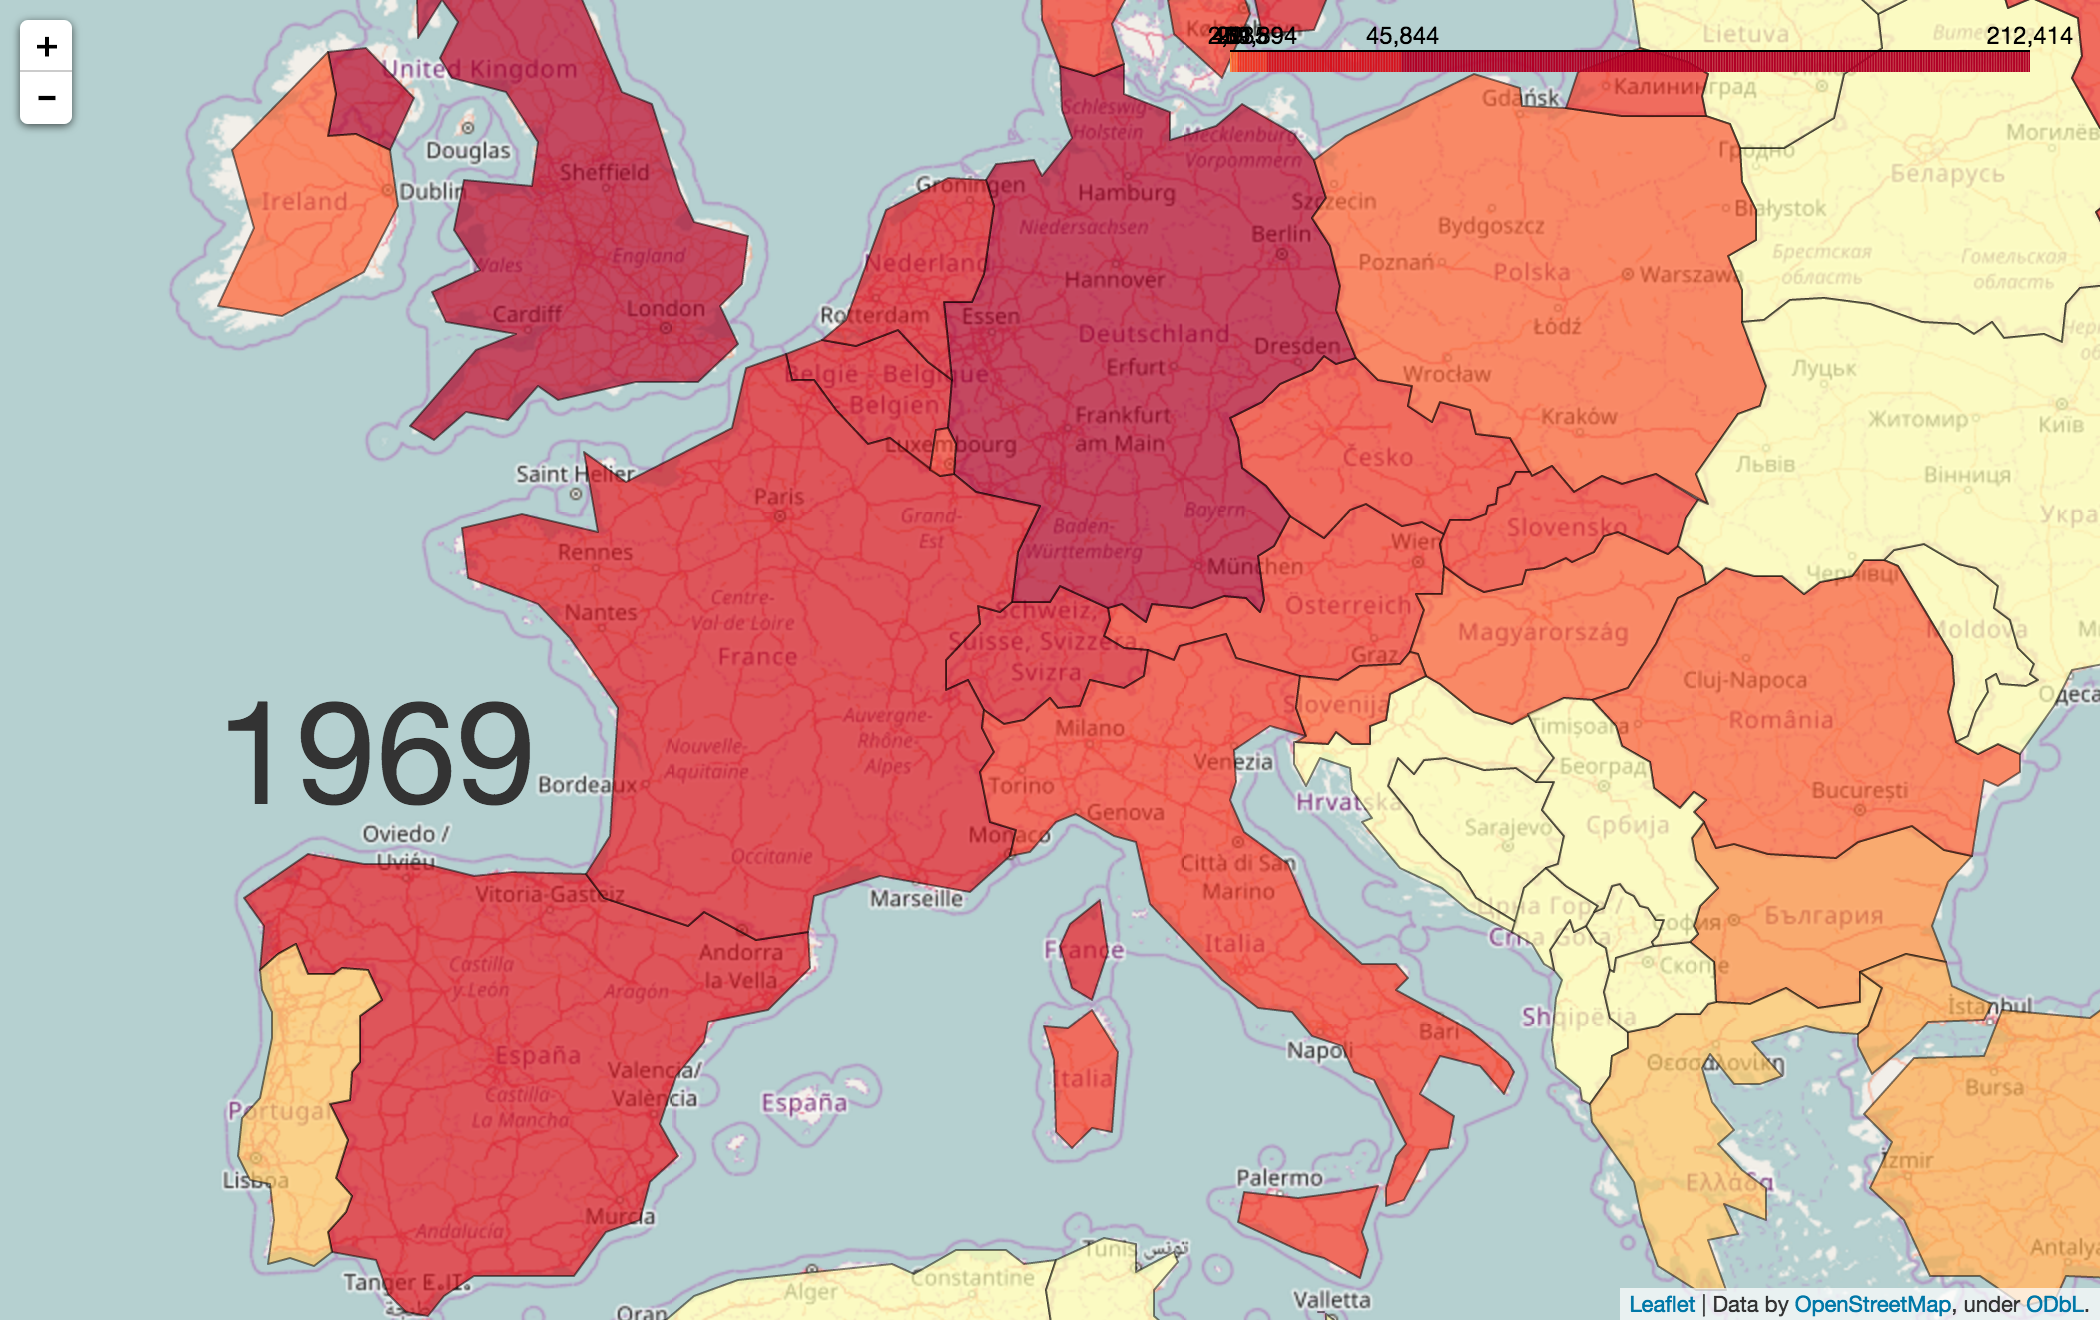 +
−
45,844
212,414
1969
United Kingdom
Douglas
Dublin
Ireland
Sheffield
Wales
England
Cardiff
London
Schleswig-
Holstein
Mecklenburg-
Vorpommern
Hamburg
Groningen
Niedersachsen
Berlin
Hannover
Nederland
Rotterdam
Essen
Deutschland
Dresden
Erfurt
Frankfurt
am Main
België - Belgique
Belgien
Luxembourg
Baden-
Württemberg
Bayern
München
Gdańsk
Калининград
Lietuva
Гродно
Могилёв
Беларусь
Szczecin
Bydgoszcz
Białystok
Poznań
Polska
Warszawa
Брестская
область
Гомельская
область
Łódź
Wrocław
Kraków
Луцьк
Житомир
Київ
Львів
Вінниця
Česko
Slovensko
Wien
Österreich
Graz
Чернівці
Magyarország
Moldova
Saint Helier
Paris
Grand-
Est
Rennes
Nantes
Centre-
Val de Loire
France
Schweiz,
Suisse, Svizzera,
Svizra
Auvergne-
Rhône-
Alpes
Nouvelle-
Aquitaine
Bordeaux
Occitanie
Marseille
Monaco
Milano
Torino
Genova
Venezia
Slovenija
Hrvatska
Cluj-Napoca
România
Timișoara
București
Београд
Sarajevo
Србија
Città di San
Marino
Црна Гора /
Crna Gora
София
България
Скопје
Shqipëria
Oviedo /
Uviéu
Vitoria-Gasteiz
Andorra
la Vella
Castilla
y León
Aragón
España
Valencia/
València
Castilla-
La Mancha
Portugal
Lisboa
Andalucía
Murcia
España
France
Italia
Italia
Napoli
Bari
Palermo
Θεσσαλονίκη
Ελλάδα
İstanbul
Bursa
İzmir
Antalya
Tunis تونس
Constantine
Alger
Oran
Valletta
Leaflet | Data by OpenStreetMap, under ODbL.